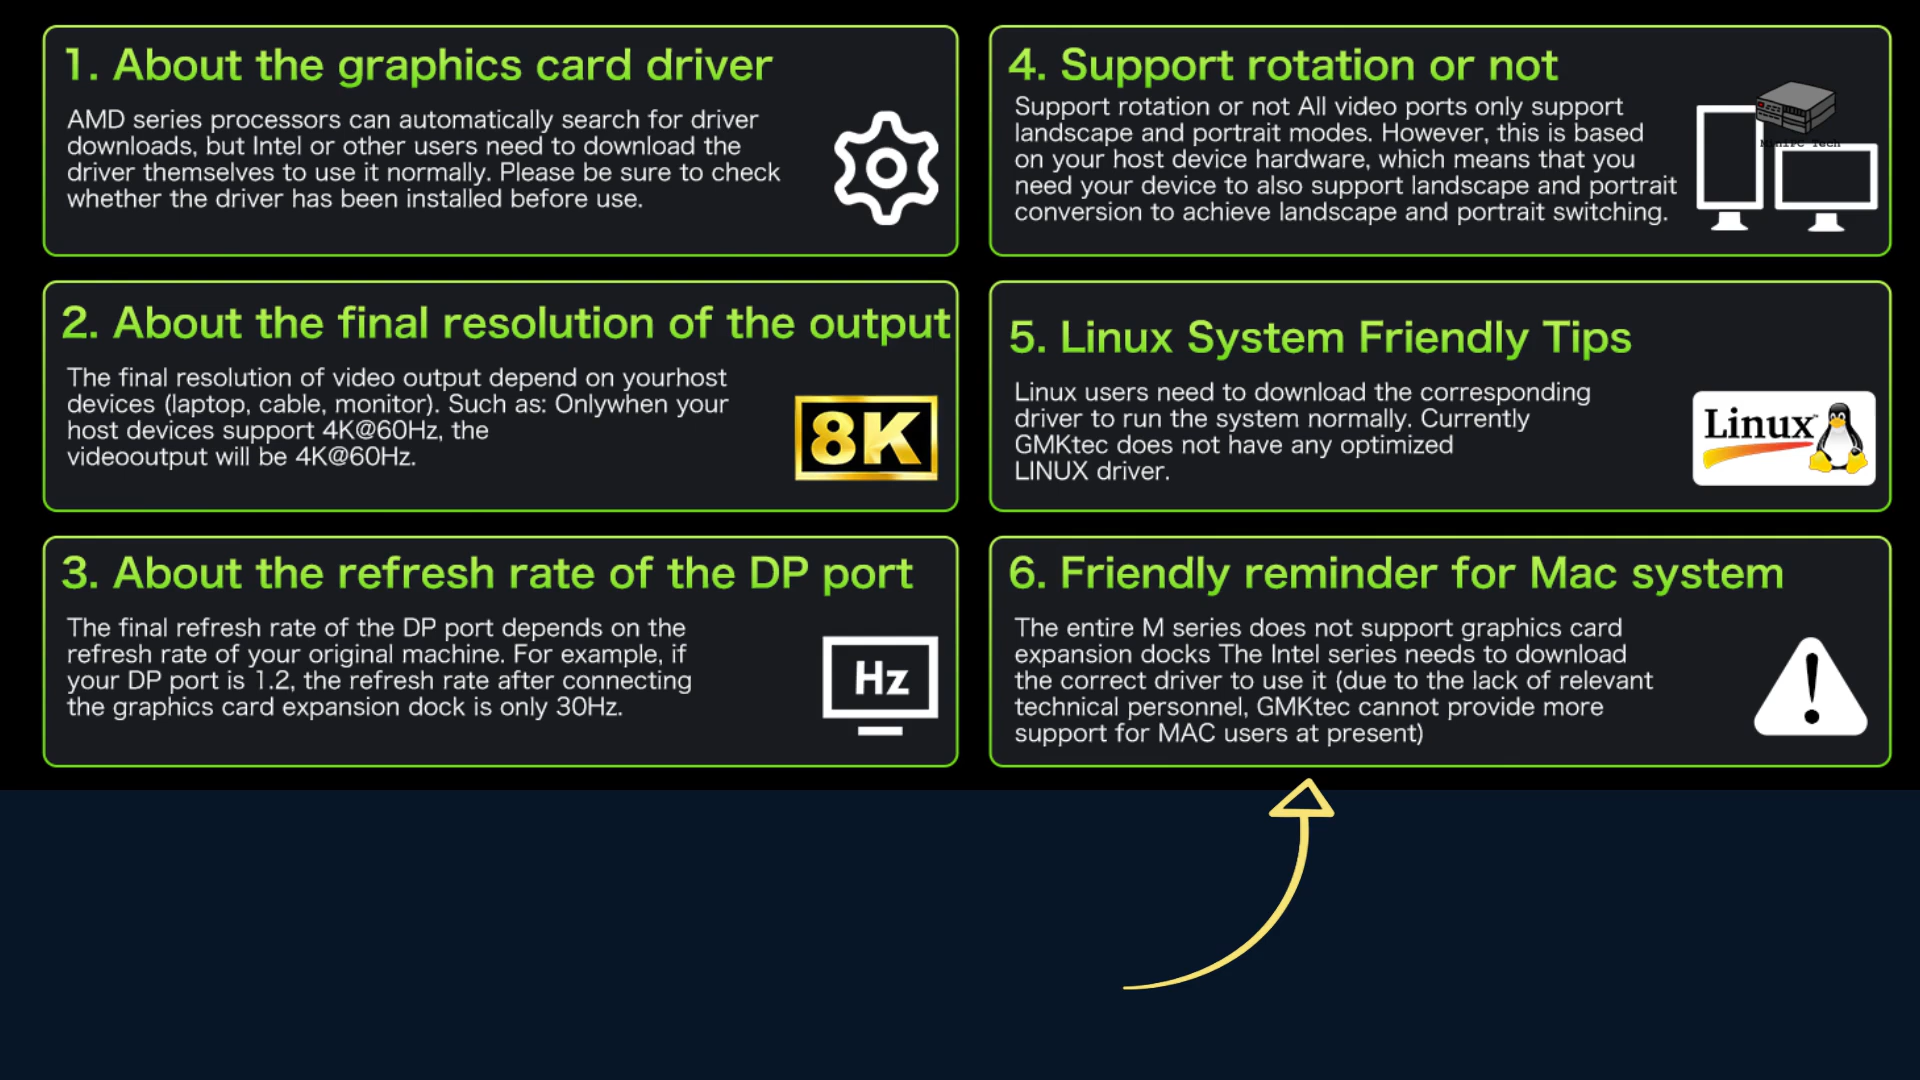 1. About the graphics card driver
AMD series processors can automatically search for driver
downloads, but Intel or other users need to download the
driver themselves to use it normally. Please be sure to check
whether the driver has been installed before use.
2. About the final resolution of the output
The final resolution of video output depend on yourhost
devices (laptop, cable, monitor). Such as: Onlywhen your
host devices support 4K@60Hz, the
videooutput will be 4K@60Hz.
8K
3. About the refresh rate of the DP port
The final refresh rate of the DP port depends on the
refresh rate of your original machine. For example, if
your DP port is 1.2, the refresh rate after connecting
the graphics card expansion dock is only 30Hz.
Hz
4. Support rotation or not
Support rotation or not All video ports only support
landscape and portrait modes. However, this is based
on your host device hardware, which means that you
need your device to also support landscape and portrait
conversion to achieve landscape and portrait switching.
MiniPC Tech
5. Linux System Friendly Tips
Linux users need to download the corresponding
driver to run the system normally. Currently
GMKtec does not have any optimized
LINUX driver.
Linux™
6. Friendly reminder for Mac system
The entire M series does not support graphics card
expansion docks The Intel series needs to download
the correct driver to use it (due to the lack of relevant
technical personnel, GMKtec cannot provide more
support for MAC users at present)
!